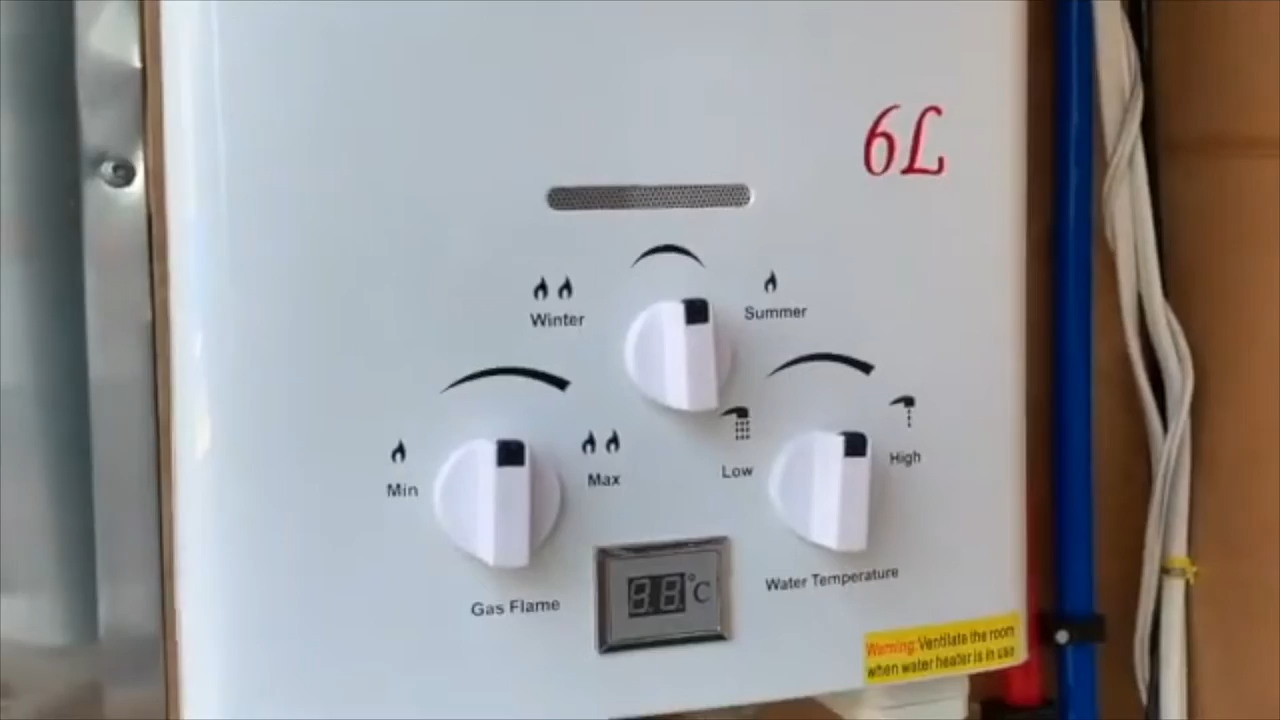 6L
Winter
Summer
Min
Max
Low
High
88°C
Gas Flame
Water Temperature
Warning:Ventilate the room
when water heater is in use